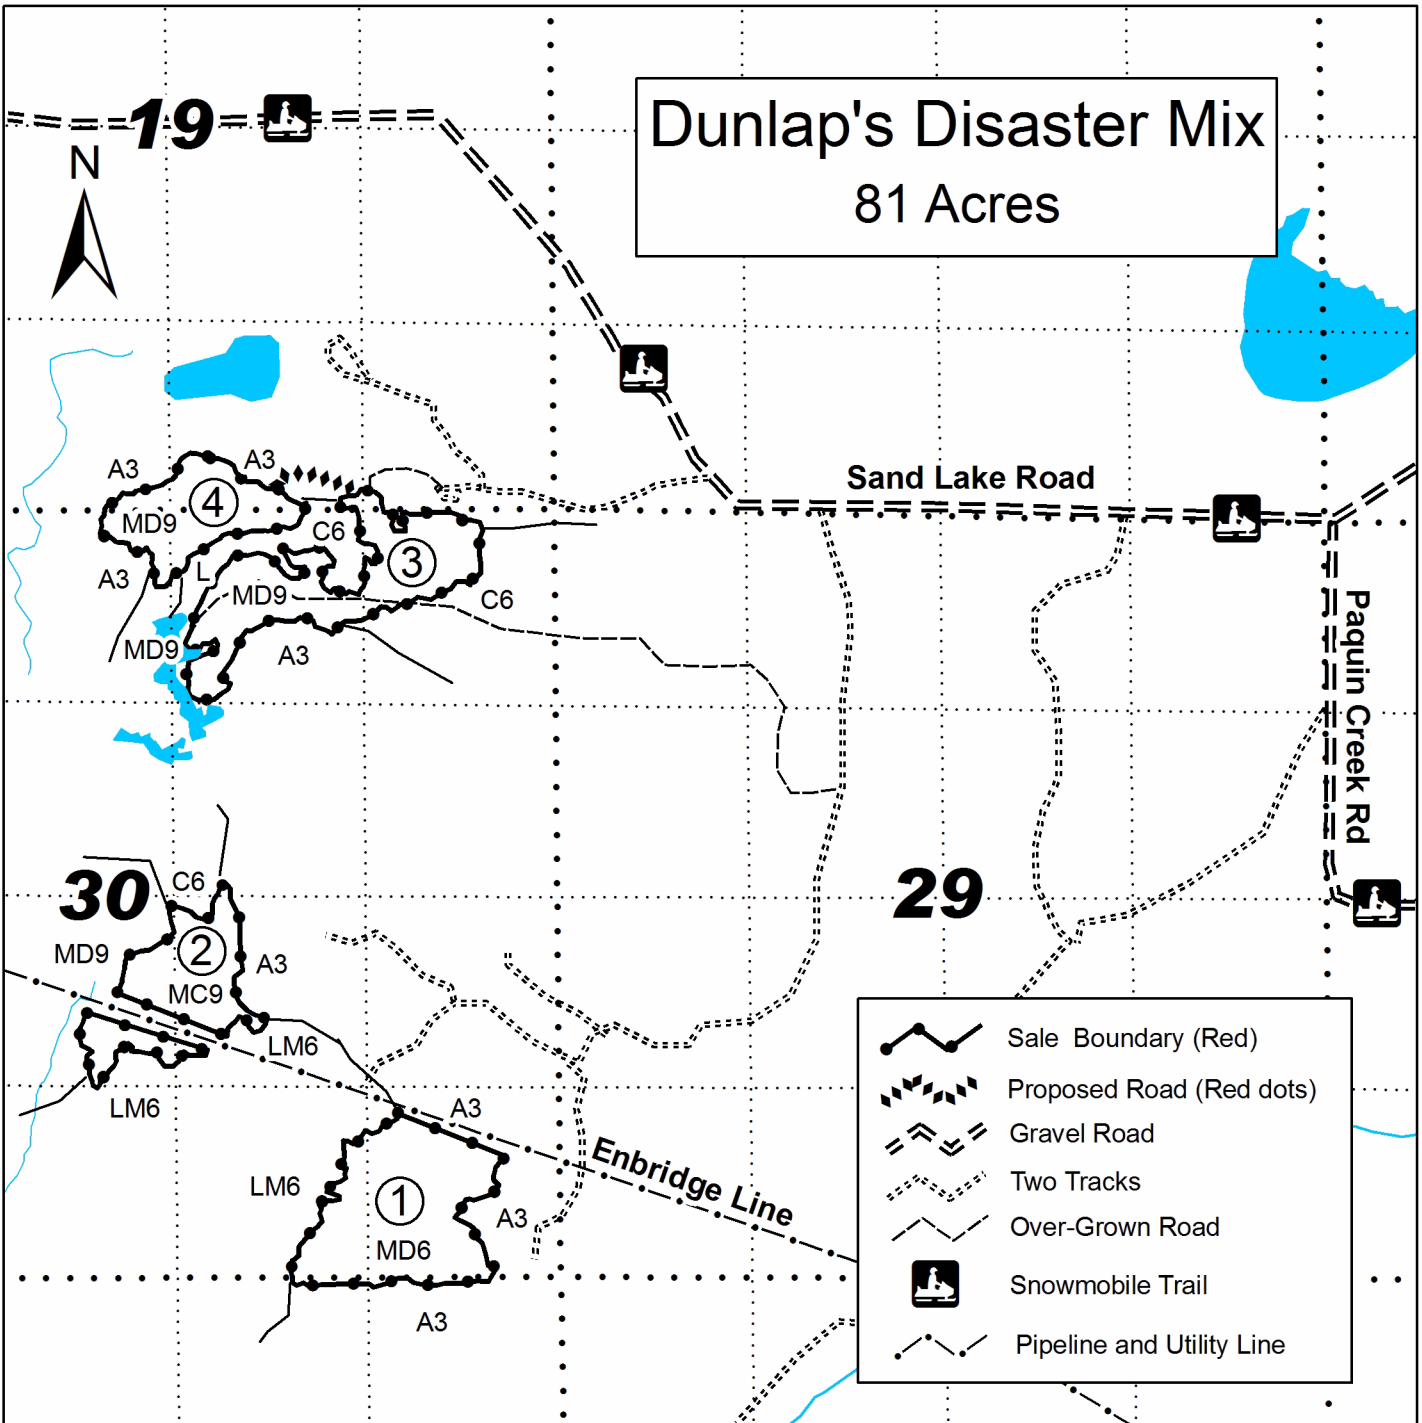 19
N
Dunlap's Disaster Mix
81 Acres
Sand Lake Road
A3
A3
4
MD9
C6
3
A3
L
MD9
C6
MD9
A3
Paquin Creek Rd
30
C6
29
2
MD9
A3
MC9
LM6
LM6
A3
Enbridge Line
LM6
1
A3
MD6
A3
Sale Boundary (Red)
Proposed Road (Red dots)
Gravel Road
Two Tracks
Over-Grown Road
Snowmobile Trail
Pipeline and Utility Line